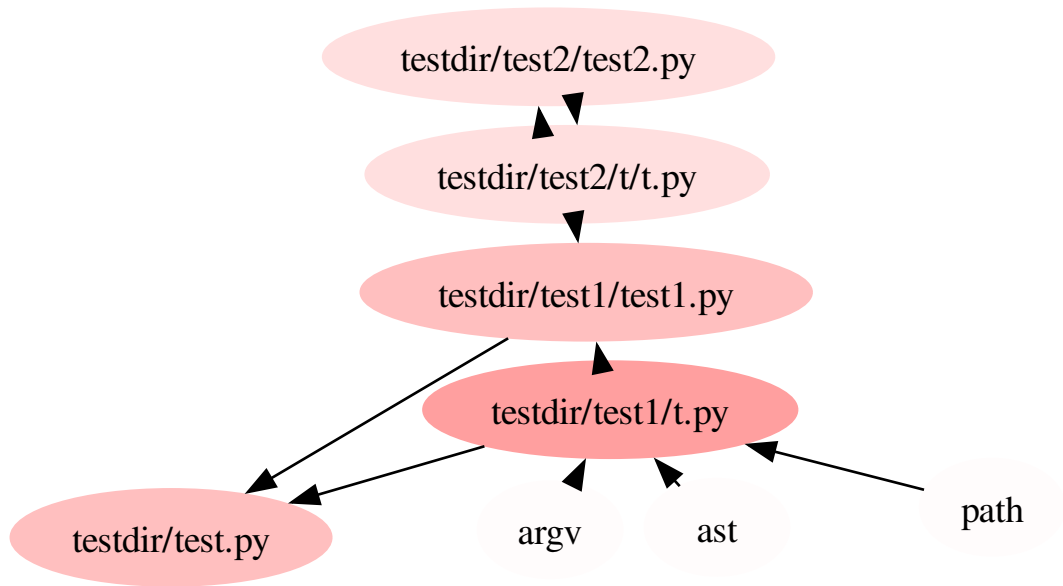 testdir/test2/test2.py
testdir/test2/t/t.py
testdir/test1/test1.py
testdir/test1/t.py
path
argv
ast
testdir/test.py